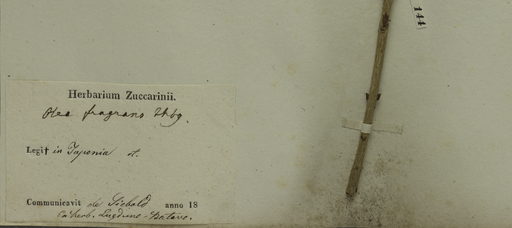 144
Herbarium Zuccarinii.
Olea fragrans Thbg.
Legit in Japonia
Communicavit de Siebold anno 18
ex herb. Lugduno-Batavo.